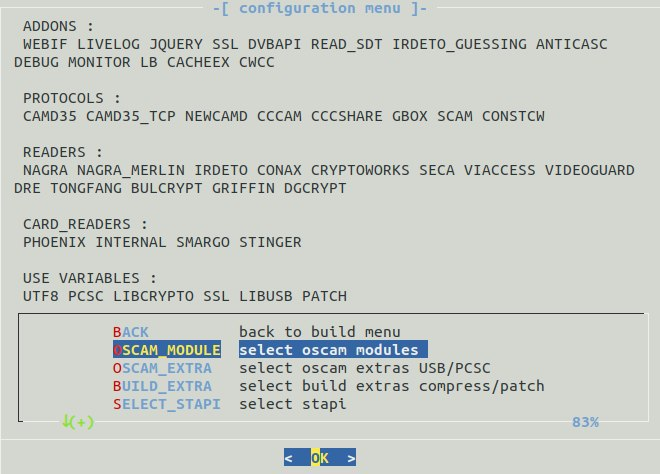 -[ configuration menu ]-
ADDONS :
WEBIF LIVELOG JQUERY SSL DVBAPI READ_SDT IRDETO_GUESSING ANTICASC
DEBUG MONITOR LB CACHEEX CWCC
PROTOCOLS :
CAMD35 CAMD35_TCP NEWCAMD CCCAM CCCSHARE GBOX SCAM CONSTCW
READERS :
NAGRA NAGRA_MERLIN IRDETO CONAX CRYPTOWORKS SECA VIACCESS VIDEOGUARD
DRE TONGFANG BULCRYPT GRIFFIN DGCRYPT
CARD_READERS :
PHOENIX INTERNAL SMARGO STINGER
USE VARIABLES :
UTF8 PCSC LIBCRYPTO SSL LIBUSB PATCH
BACK back to build menu
OSCAM_MODULE select oscam modules
OSCAM_EXTRA select oscam extras USB/PCSC
BUILD_EXTRA select build extras compress/patch
SELECT_STAPI select stapi
↓(+) 83%
< OK >